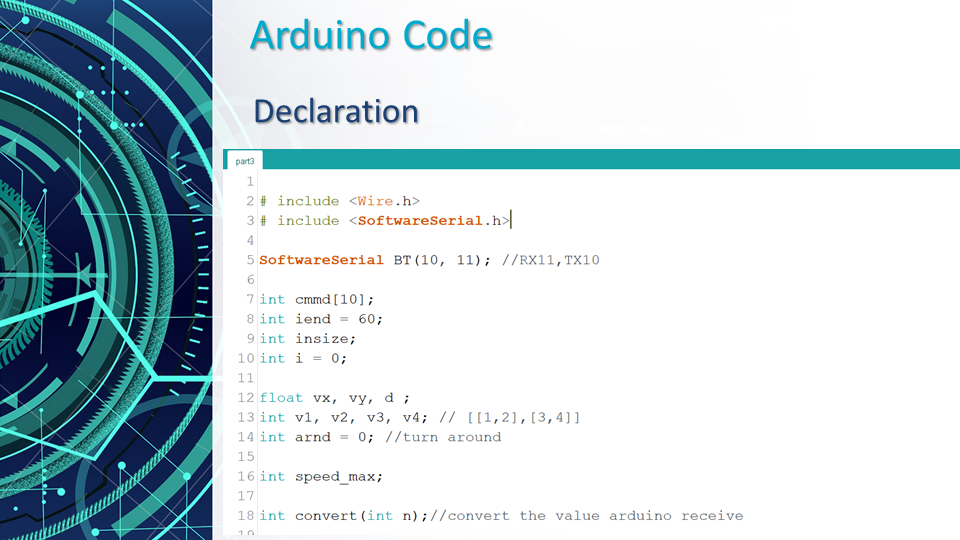 Arduino Code
Declaration
part3
1
2 # include <Wire.h>
3 # include <SoftwareSerial.h>
4
5 SoftwareSerial BT(10, 11); //RX11,TX10
6
7 int cmmd[10];
8 int iend = 60;
9 int insize;
10 int i = 0;
11
12 float vx, vy, d ;
13 int v1, v2, v3, v4; // [[1,2],[3,4]]
14 int arnd = 0; //turn around
15
16 int speed_max;
17
18 int convert(int n);//convert the value arduino receive
19